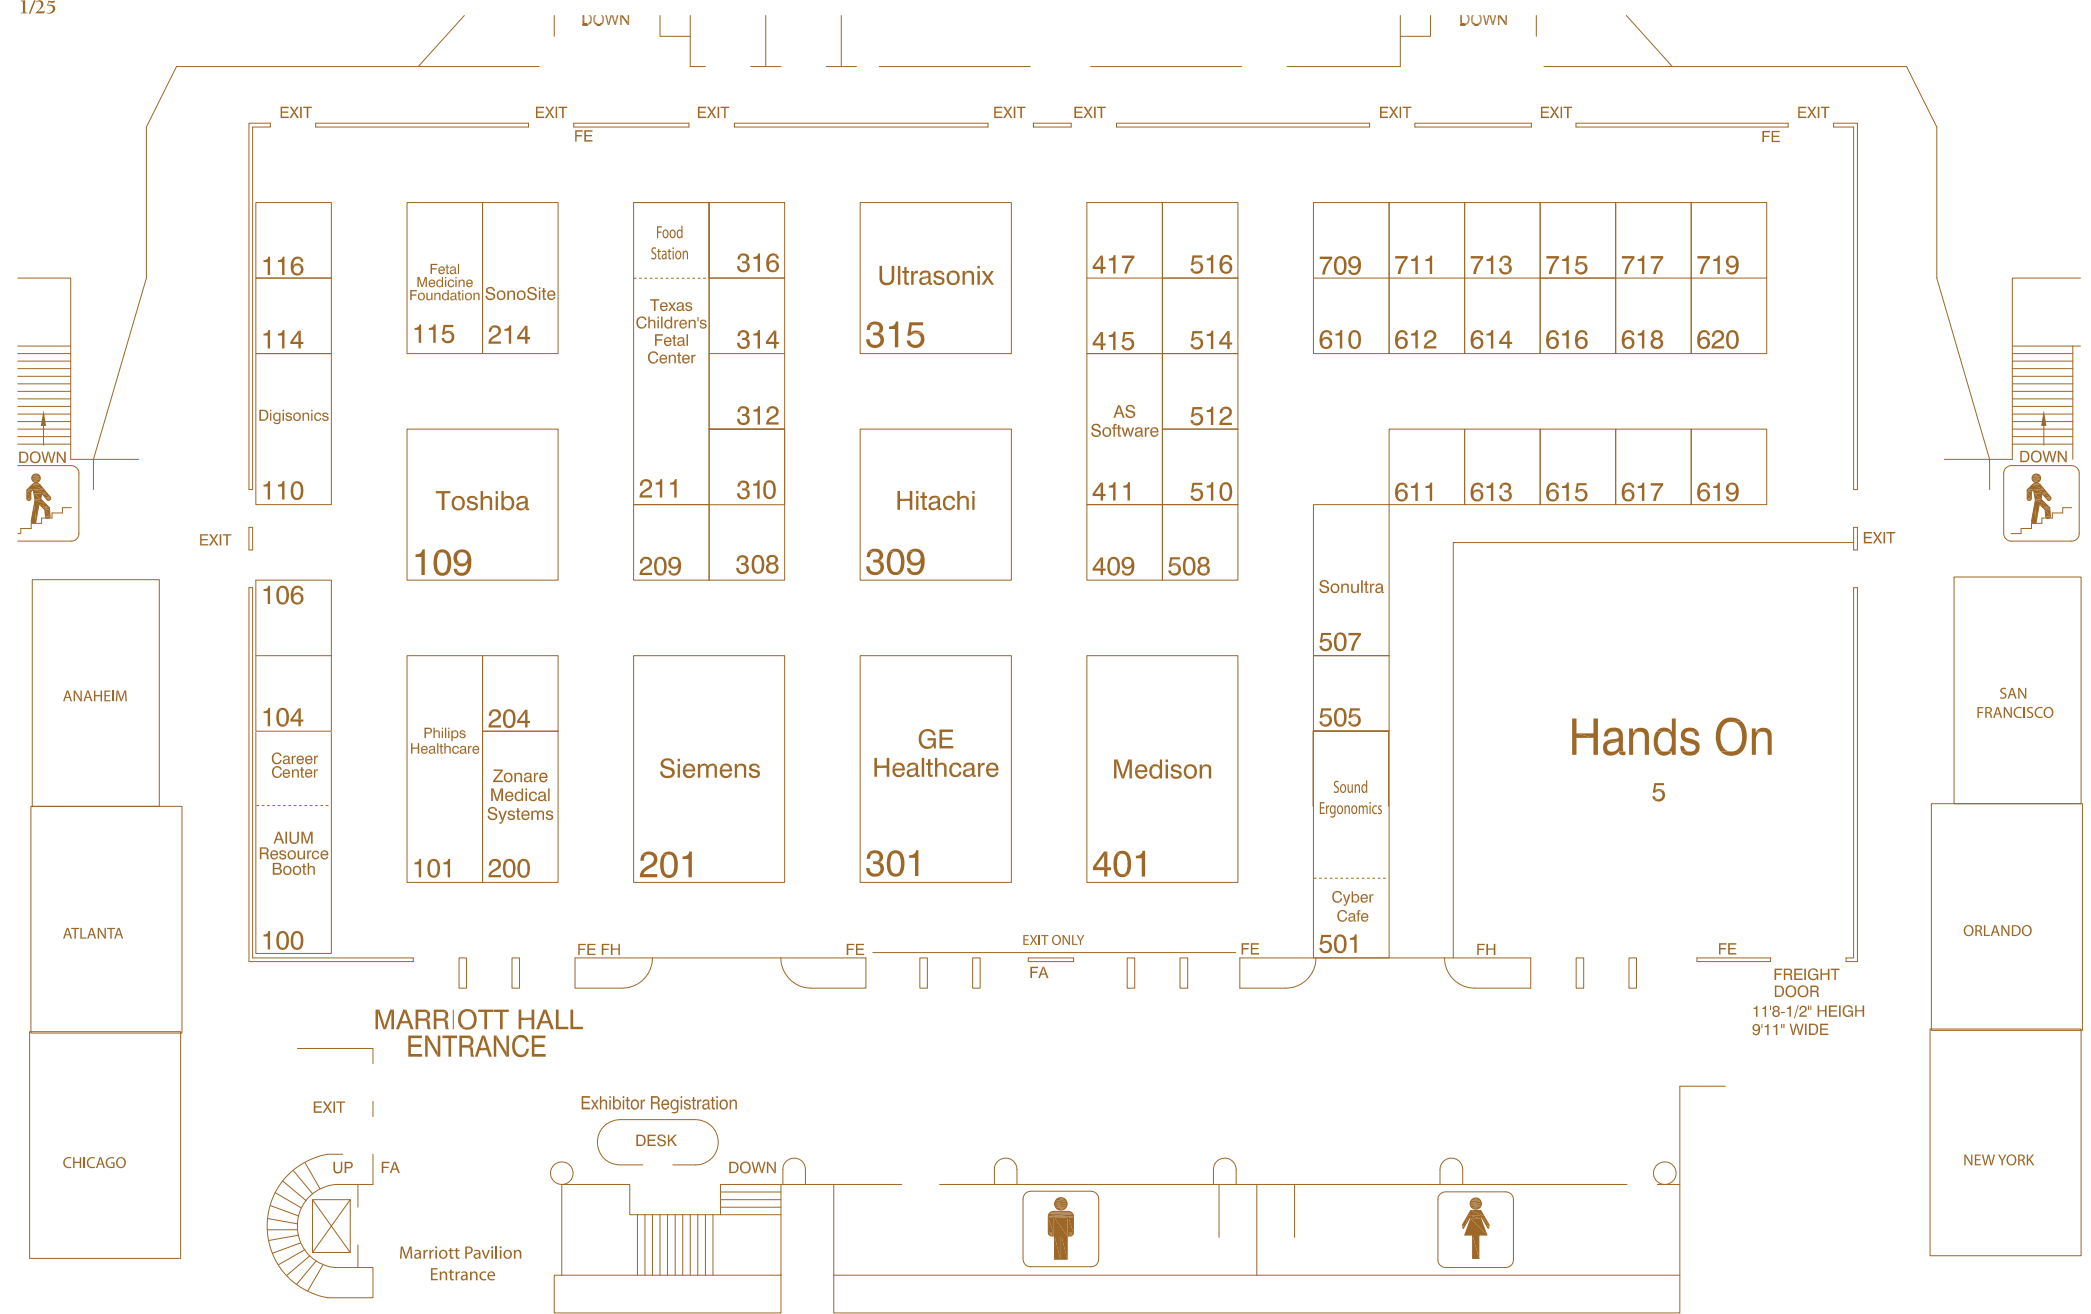 1/25
DOWN
DOWN
EXIT
EXIT
EXIT
EXIT
EXIT
EXIT
EXIT
EXIT
FE
FE
116
Fetal
Medicine
Foundation
115
SonoSite
214
Food
Station
316
Ultrasonix
315
417
516
709
711
713
715
717
719
114
Texas
Children's
Fetal
Center
314
415
514
610
612
614
616
618
620
Digisonics
110
312
AS
Software
411
512
DOWN
DOWN
Toshiba
109
211
310
Hitachi
309
510
611
613
615
617
619
EXIT
EXIT
209
308
409
508
106
Sonultra
507
ANAHEIM
SAN
FRANCISCO
104
Philips
Healthcare
101
204
Siemens
201
GE
Healthcare
301
Medison
401
505
Hands On
5
Career
Center
Zonare
Medical
Systems
200
Sound
Ergonomics
AIUM
Resource
Booth
100
Cyber
Cafe
501
ATLANTA
ORLANDO
FE FH
FE
EXIT ONLY
FE
FH
FE
FA
FREIGHT
DOOR
11'8-1/2" HEIGH
9'11" WIDE
MARRIOTT HALL
ENTRANCE
EXIT
Exhibitor Registration
DESK
CHICAGO
NEW YORK
UP
FA
DOWN
Marriott Pavilion
Entrance